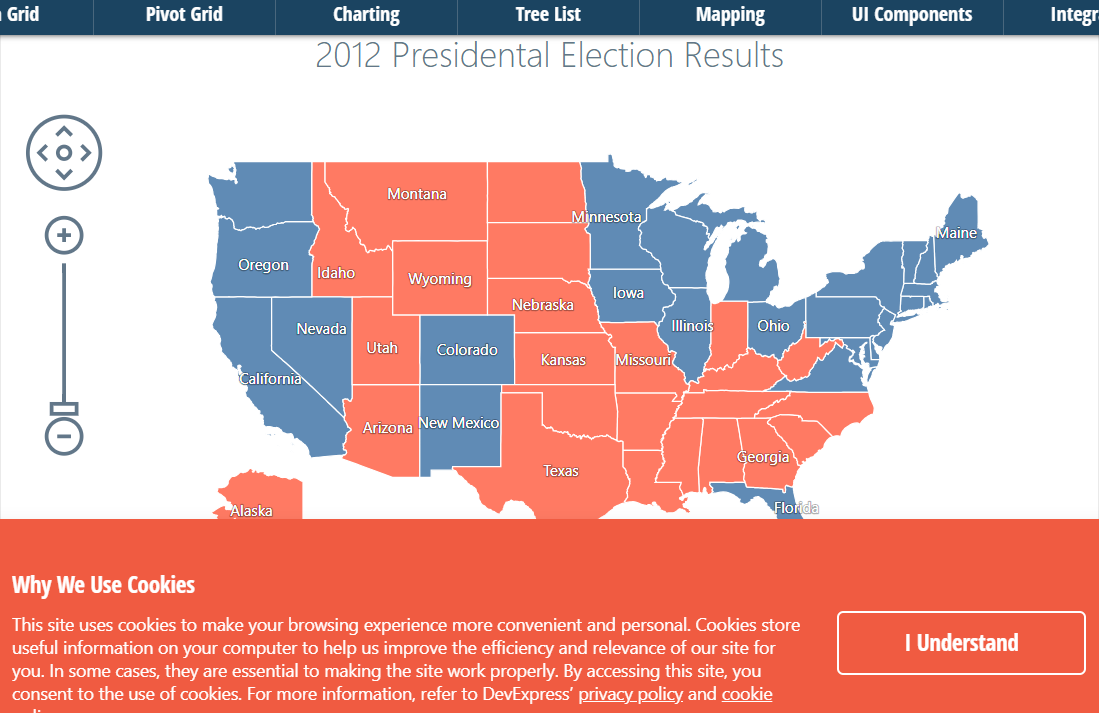 Grid Pivot Grid Charting Tree List Mapping UI Components
2012 Presidential Election Results
Montana
Minnesota
Maine
Oregon
Idaho
Wyoming
Iowa
Nebraska
Nevada
Illinois
Ohio
Utah
Colorado
Kansas
Missouri
California
New Mexico
Arizona
Georgia
Texas
Florida
Alaska
Why We Use Cookies
This site uses cookies to make your browsing experience more convenient and personal. Cookies store
useful information on your computer to help us improve the efficiency and relevance of our site for
you. In some cases, they are essential to making the site work properly. By accessing this site, you
consent to the use of cookies. For more information, refer to DevExpress’ privacy policy and cookie
I Understand